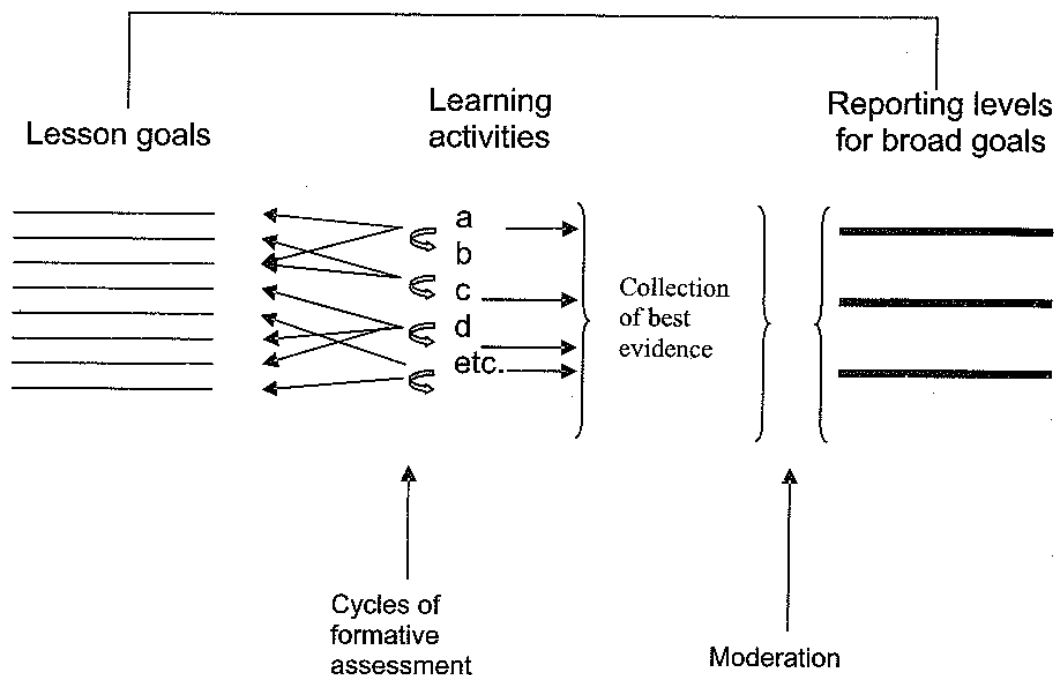 Lesson goals
Learning
activities
Reporting levels
for broad goals
a
b
c
d
etc.
Collection
of best
evidence
Cycles of
formative
assessment
Moderation